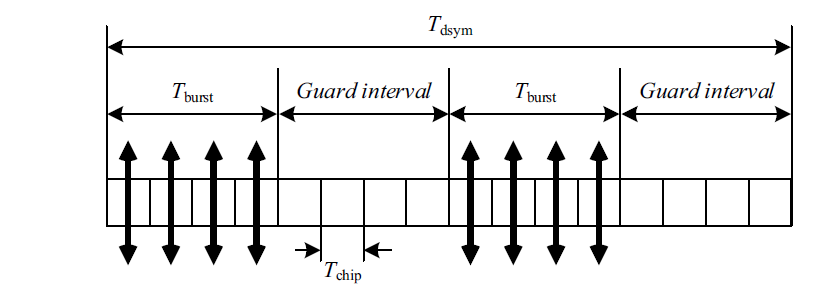 Tdsym
Tburst Guard interval Tburst Guard interval
Tchip